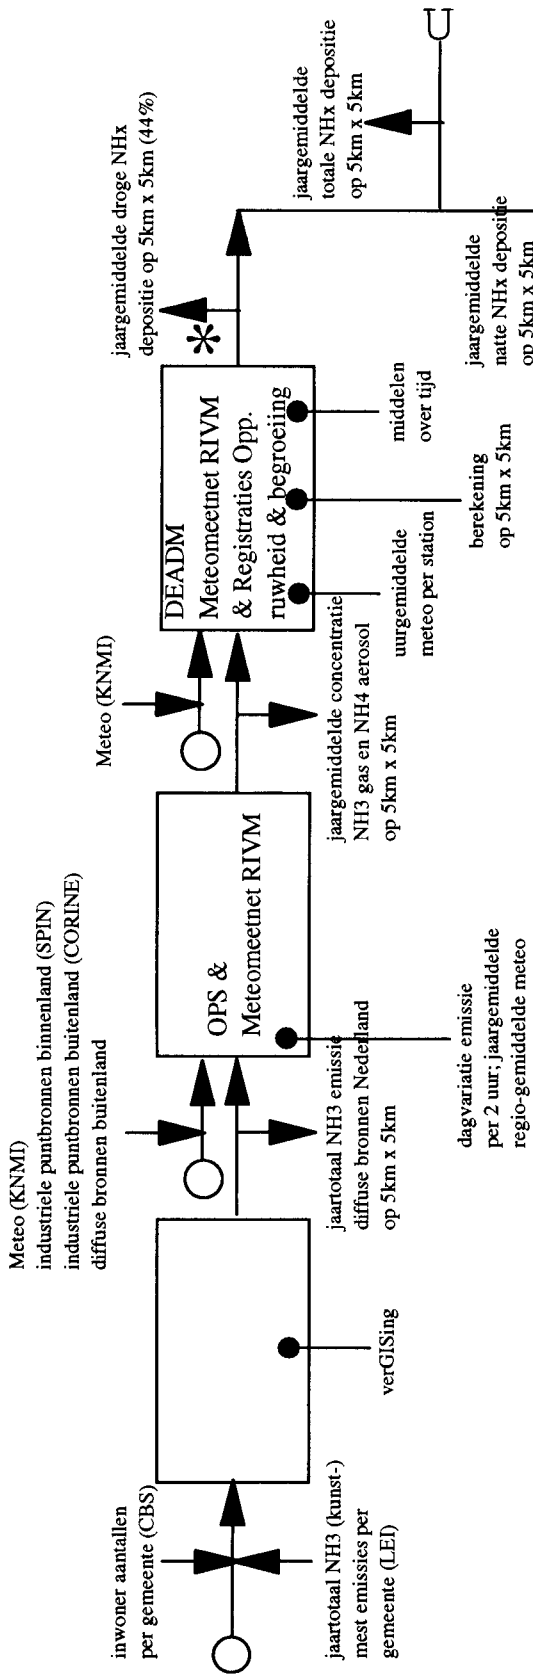 inwoner aantallen
per gemeente (CBS)
jaartotaal NH3 (kunst-)
mest emissies per
gemeente (LEI)
verGISing
Meteo (KNMI)
industriele puntbronnen binnenland (SPIN)
industriele puntbronnen buitenland (CORINE)
diffuse bronnen buitenland
jaartotaal NH3 emissie
diffuse bronnen Nederland
op 5km x 5km
OPS &
Meteomeetnet RIVM
dagvariatie emissie
per 2 uur; jaargemiddelde
regio-gemiddelde meteo
Meteo (KNMI)
jaargemiddelde concentratie
NH3 gas en NH4 aerosol
op 5km x 5km
DEADM
Meteomeetnet RIVM
& Registraties Opp.
ruwheid & begroeiing
uurgemiddelde
meteo per station
berekening
op 5km x 5km
middelen
over tijd
jaargemiddelde droge NHx
depositie op 5km x 5km (44%)
*
jaargemiddelde
totale NHx depositie
op 5km x 5km
jaargemiddelde
natte NHx depositie
op 5km x 5km